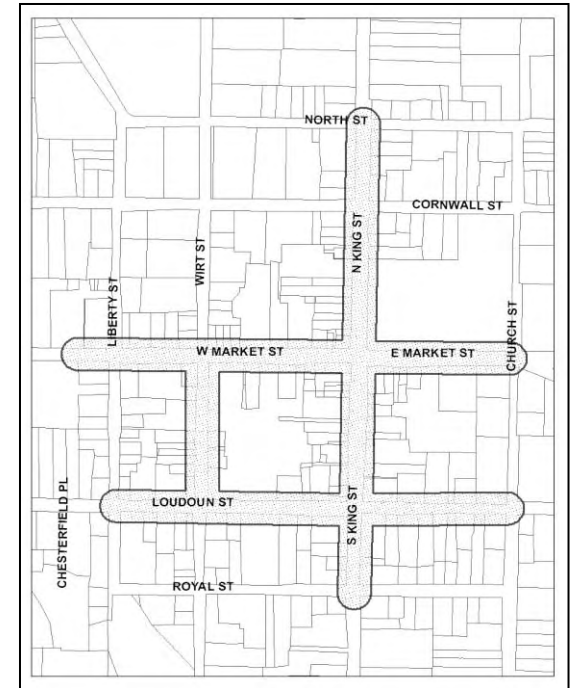 NORTH ST
CORNWALL ST
N KING ST
WIRT ST
LIBERTY ST
CHURCH ST
W MARKET ST
E MARKET ST
CHESTERFIELD PL
LOUDOUN ST
S KING ST
ROYAL ST